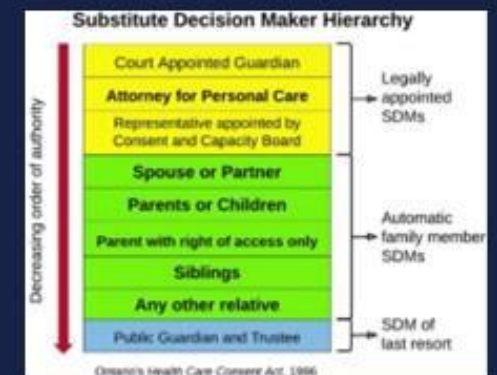 Substitute Decision Maker Hierarchy
Decreasing order of authority
Court Appointed Guardian
Attorney for Personal Care
Representative appointed by
Consent and Capacity Board
Spouse or Partner
Parents or Children
Parent with right of access only
Siblings
Any other relative
Public Guardian and Trustee
Legally
appointed
SDMs
Automatic
family member
SDMs
SDM of
last resort
Ontario's Health Care Consent Act, 1996